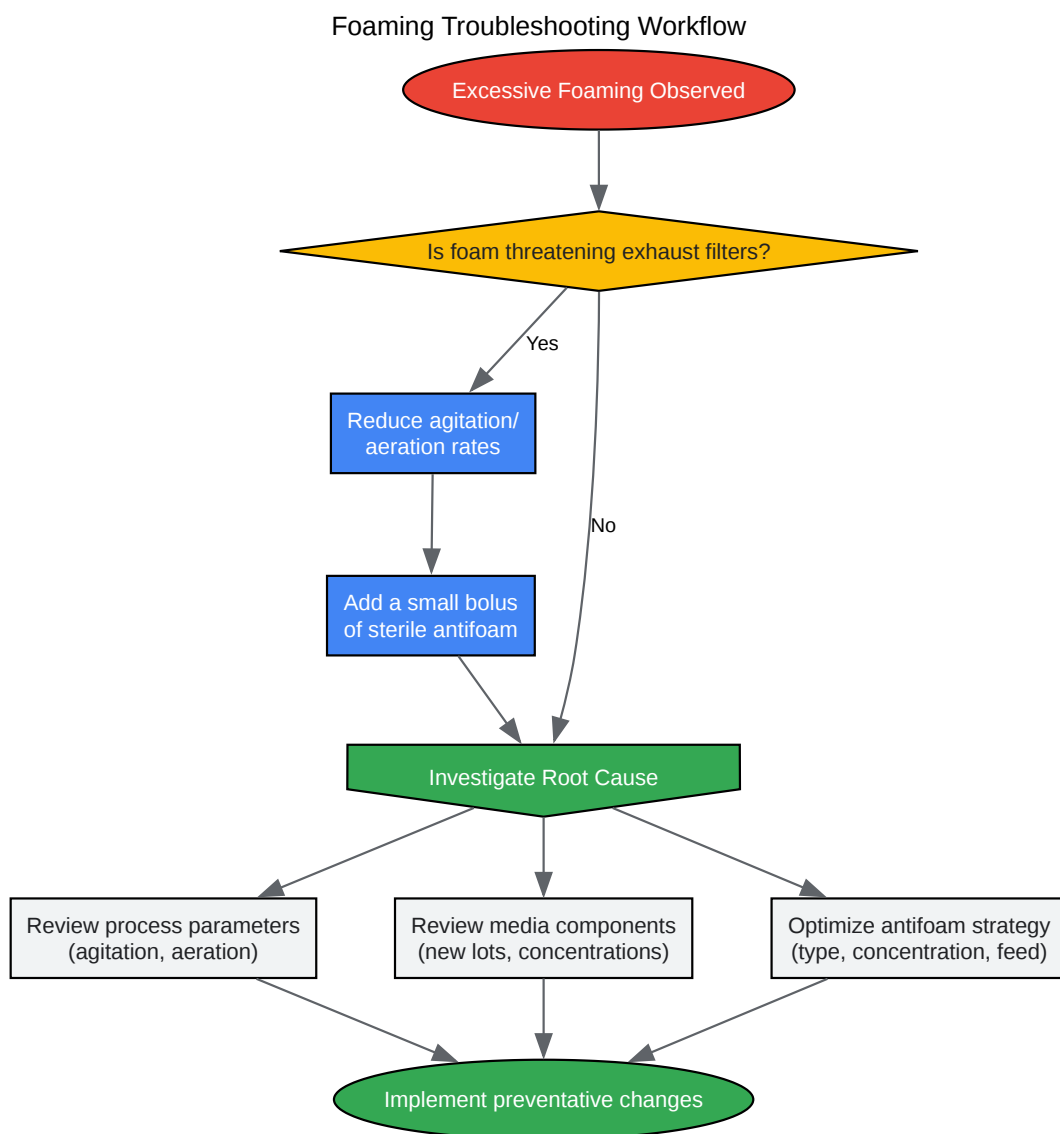 Foaming Troubleshooting Workflow
Excessive Foaming Observed
Is foam threatening exhaust filters?
Yes
Reduce agitation/
aeration rates
No
Add a small bolus
of sterile antifoam
Investigate Root Cause
Review process parameters
(agitation, aeration)
Review media components
(new lots, concentrations)
Optimize antifoam strategy
(type, concentration, feed)
Implement preventative changes